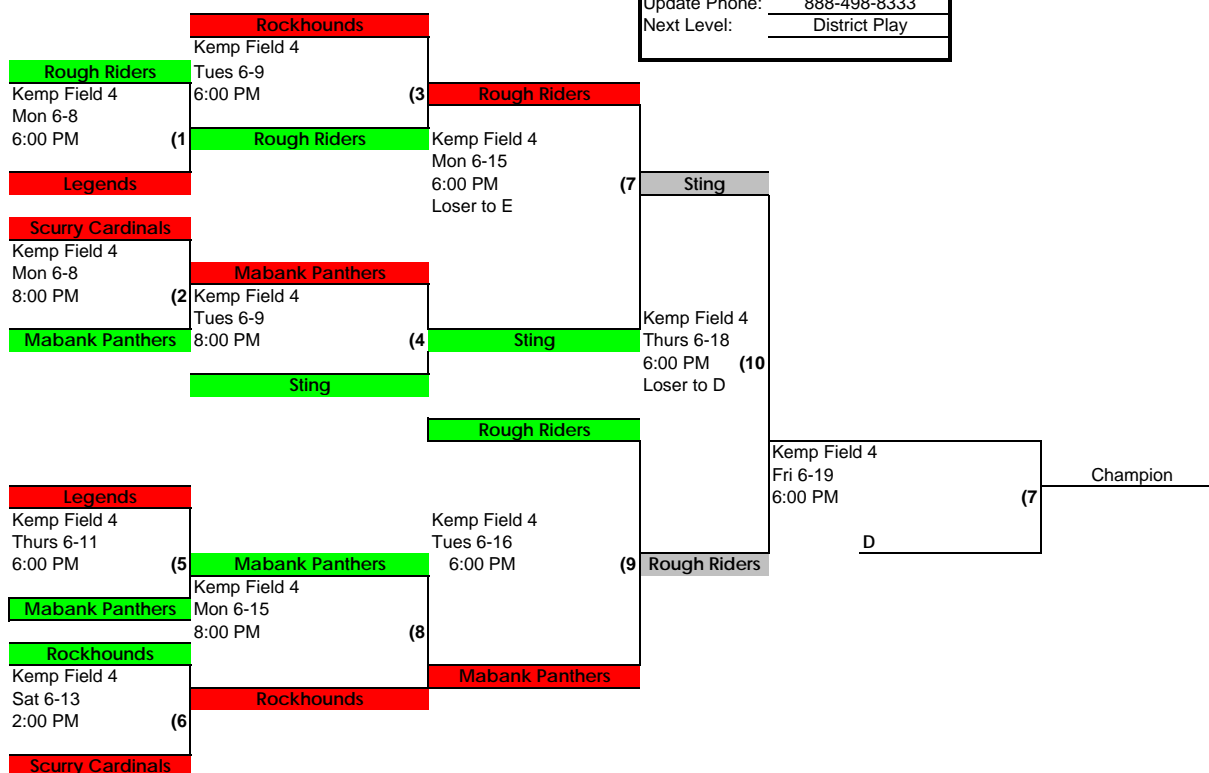 Update Phone: 888-498-8333
Rockhounds
Next Level: District Play
Kemp Field 4
Rough Riders
Tues 6-9
Kemp Field 4
6:00 PM (3
Rough Riders
Mon 6-8
6:00 PM (1
Rough Riders
Kemp Field 4
Mon 6-15
Legends
6:00 PM (7
Sting
Loser to E
Scurry Cardinals
Kemp Field 4
Mon 6-8
Mabank Panthers
8:00 PM (2
Kemp Field 4
Tues 6-9
Kemp Field 4
Mabank Panthers
8:00 PM (4
Sting
Thurs 6-18
6:00 PM (10
Sting
Loser to D
Rough Riders
Kemp Field 4
Fri 6-19
Champion
Legends
6:00 PM (7
Kemp Field 4
Kemp Field 4
Thurs 6-11
Tues 6-16
D
6:00 PM (5
Mabank Panthers
6:00 PM (9
Rough Riders
Kemp Field 4
Mabank Panthers
Mon 6-15
8:00 PM (8
Rockhounds
Kemp Field 4
Mabank Panthers
Sat 6-13
Rockhounds
2:00 PM (6
Scurry Cardinals